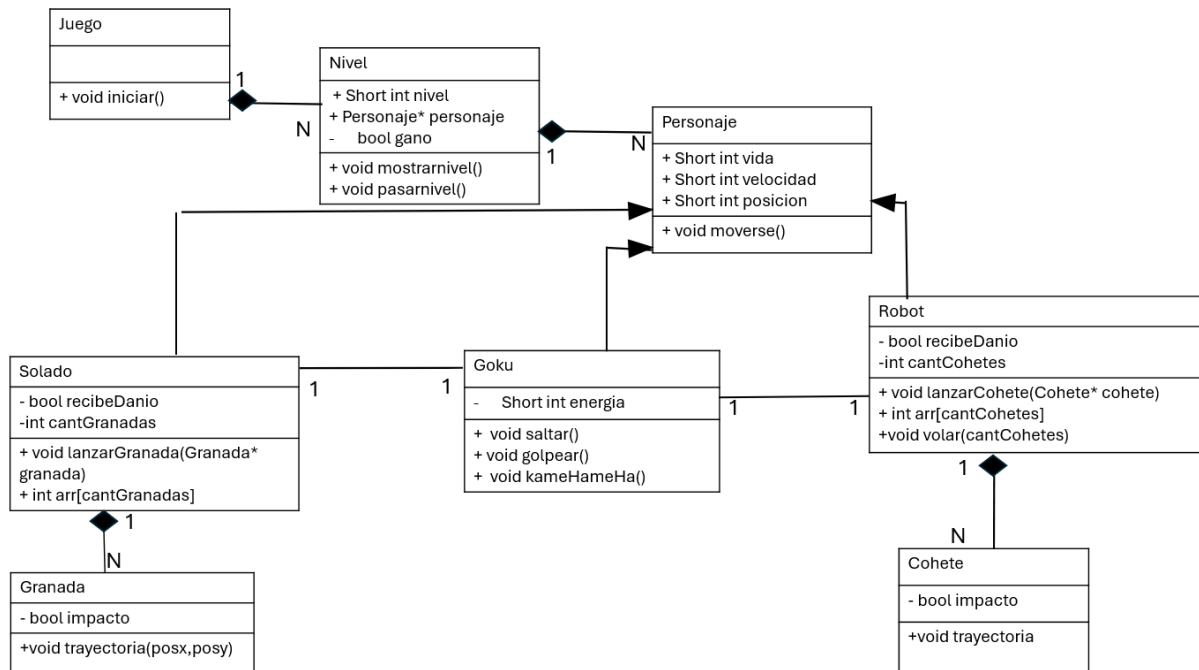 Juego
+ void iniciar()
1
N
Nivel
+ Short int nivel
+ Personaje* personaje
- bool gano
+ void mostrarnivel()
+ void pasarnivel()
1
N
Personaje
+ Short int vida
+ Short int velocidad
+ Short int posicion
+ void moverse()
Solado
- bool recibeDanio
-int cantGranadas
+ void lanzarGranada(Granada*
granada)
+ int arr[cantGranadas]
1
1
Goku
- Short int energia
+ void saltar()
+ void golpear()
+ void kameHameHa()
1
1
Robot
- bool recibeDanio
-int cantCohetes
+ void lanzarCohete(Cohete* cohete)
+ int arr[cantCohetes]
+void volar(cantCohetes)
1
N
Granada
- bool impacto
+void trayectoria(posx,posy)
1
N
Cohete
- bool impacto
+void trayectoria